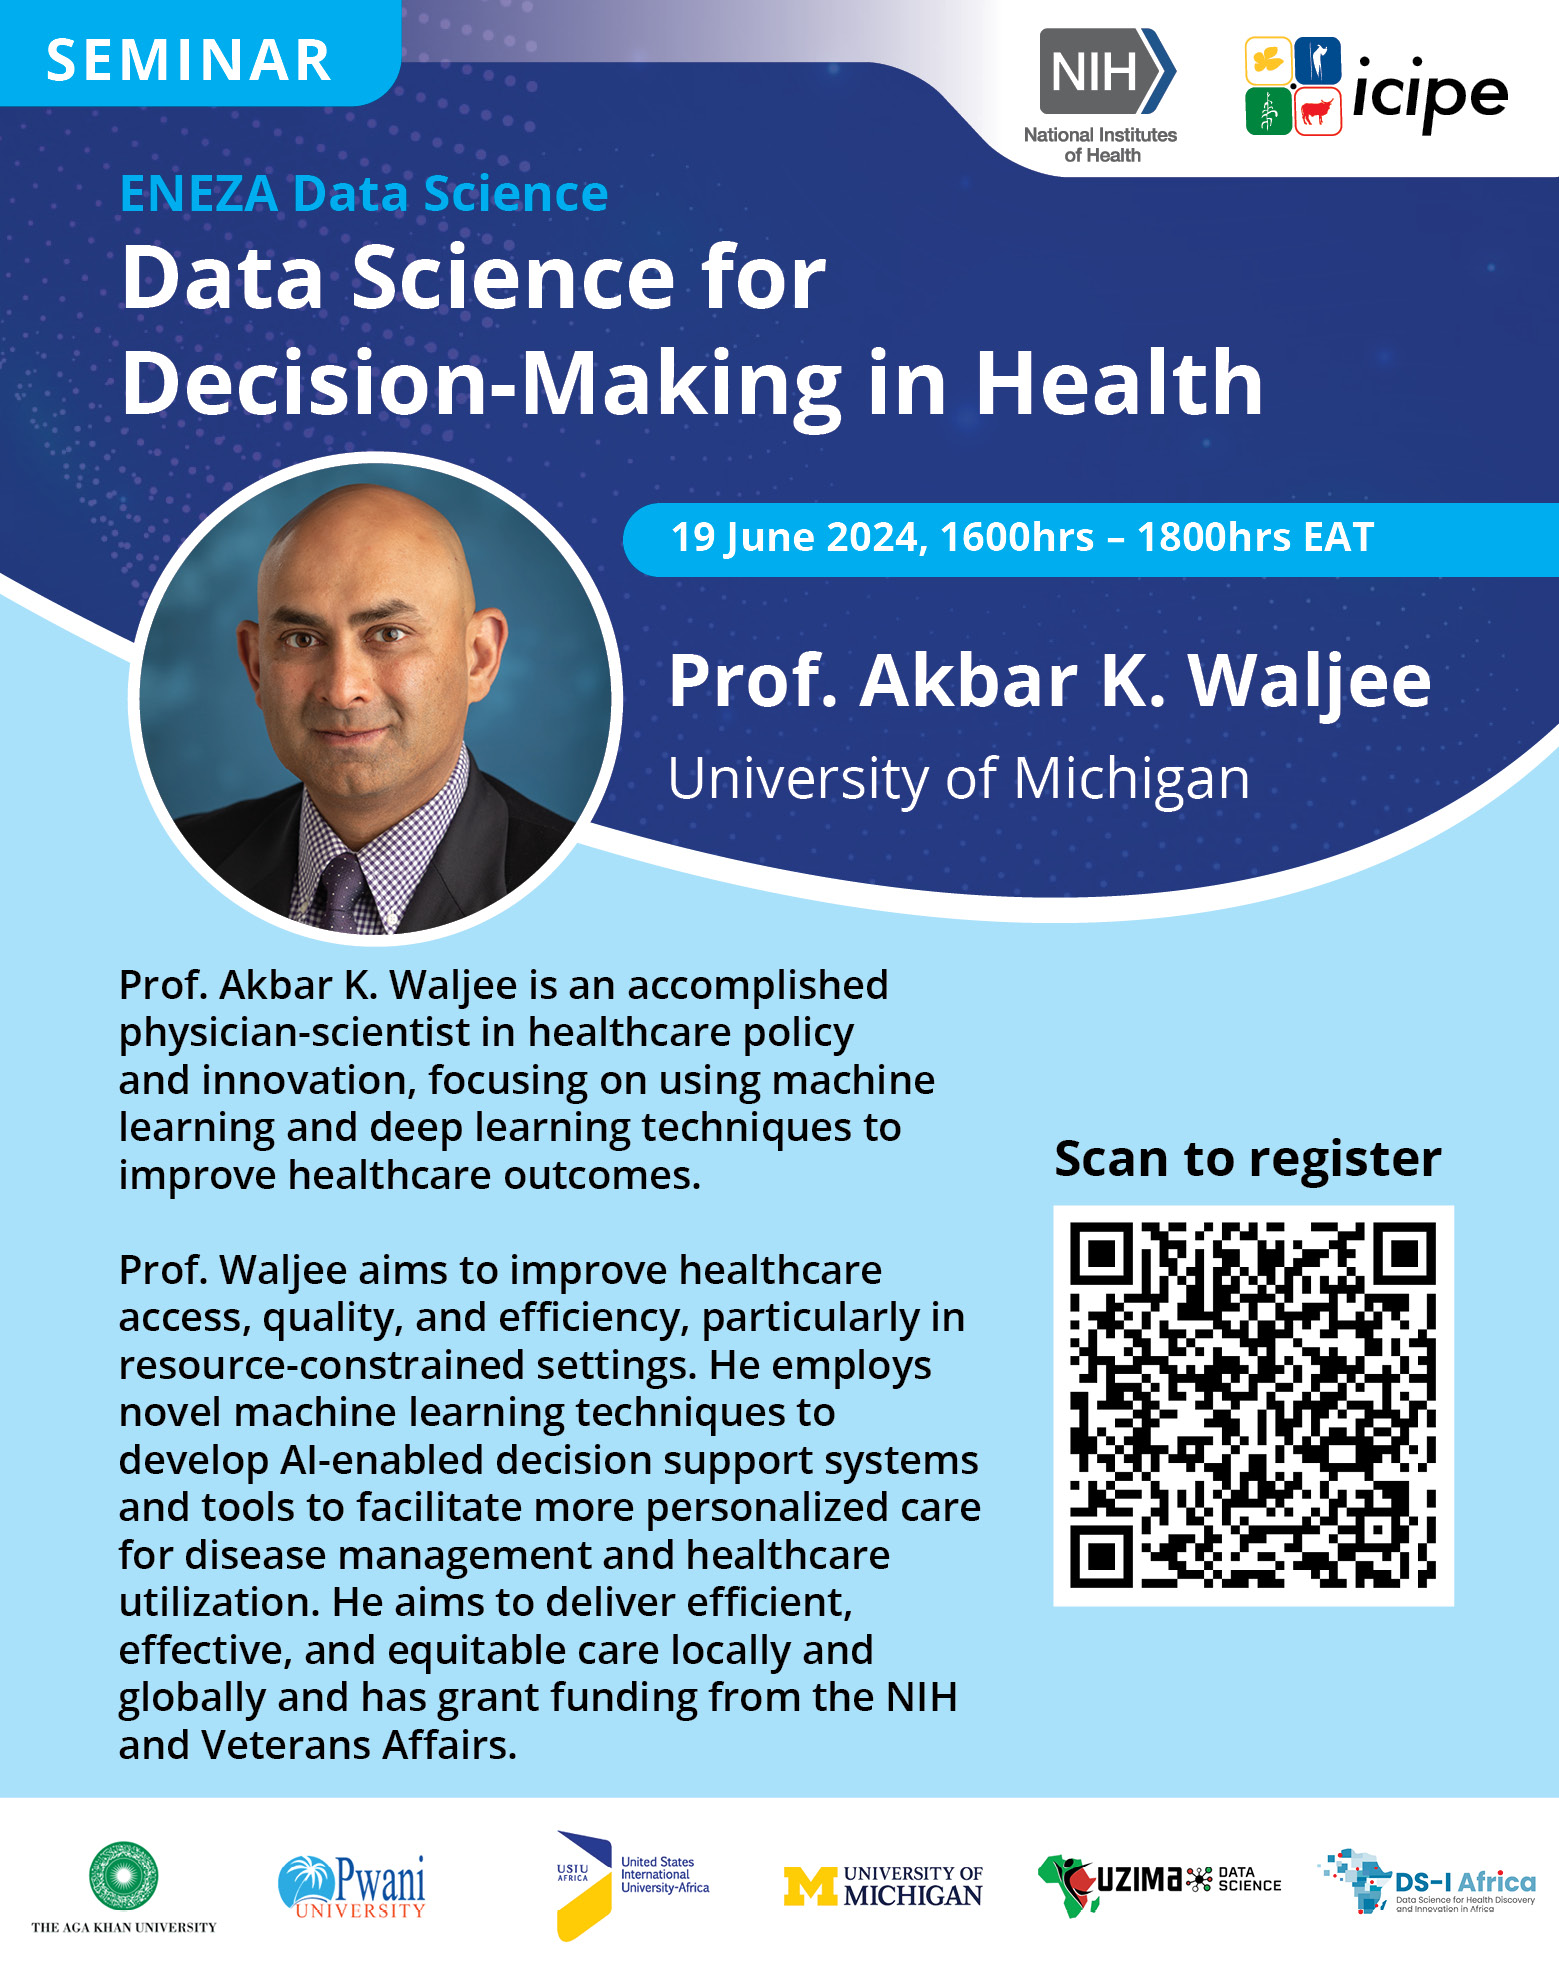 SEMINAR
NIH
National Institutes
of Health
icipe
ENEZA Data Science
Data Science for
Decision-Making in Health
19 June 2024, 1600hrs – 1800hrs EAT
Prof. Akbar K. Waljee
University of Michigan
Prof. Akbar K. Waljee is an accomplished
physician-scientist in healthcare policy
and innovation, focusing on using machine
learning and deep learning techniques to
improve healthcare outcomes.
Prof. Waljee aims to improve healthcare
access, quality, and efficiency, particularly in
resource-constrained settings. He employs
novel machine learning techniques to
develop AI-enabled decision support systems
and tools to facilitate more personalized care
for disease management and healthcare
utilization. He aims to deliver efficient,
effective, and equitable care locally and
globally and has grant funding from the NIH
and Veterans Affairs.
Scan to register
THE AGA KHAN UNIVERSITY
Pwani
UNIVERSITY
USIU
AFRICA
United States
International
University-Africa
M UNIVERSITY OF
MICHIGAN
UZIMA DATA
SCIENCE
DS-I Africa
Data Science for Health Discovery
and Innovation in Africa